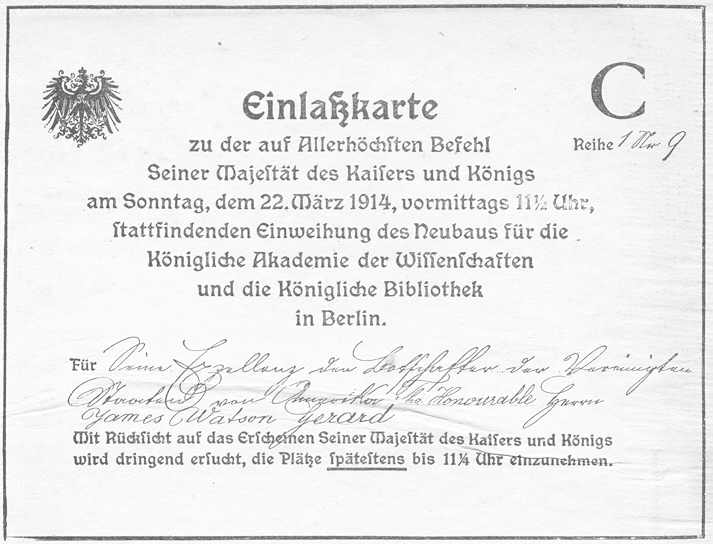 C
Einlaßkarte
Reihe 1 Nr 9
zu der auf Allerhöchsten Befehl
Seiner Majestät des Kaisers und Königs
am Sonntag, dem 22. März 1914, vormittags 11½ Uhr,
stattfindenden Einweihung des Neubaus für die
Königliche Akademie der Wissenschaften
und die Königliche Bibliothek
in Berlin.
Für Seine Exzellenz den Botschafter der Vereinigten
Staaten von Amerika the Honourable Herrn
James Watson Gerard
Mit Rücksicht auf das Erscheinen Seiner Majestät des Kaisers und Königs
wird dringend ersucht, die Plätze spätestens bis 11¼ Uhr einzunehmen.